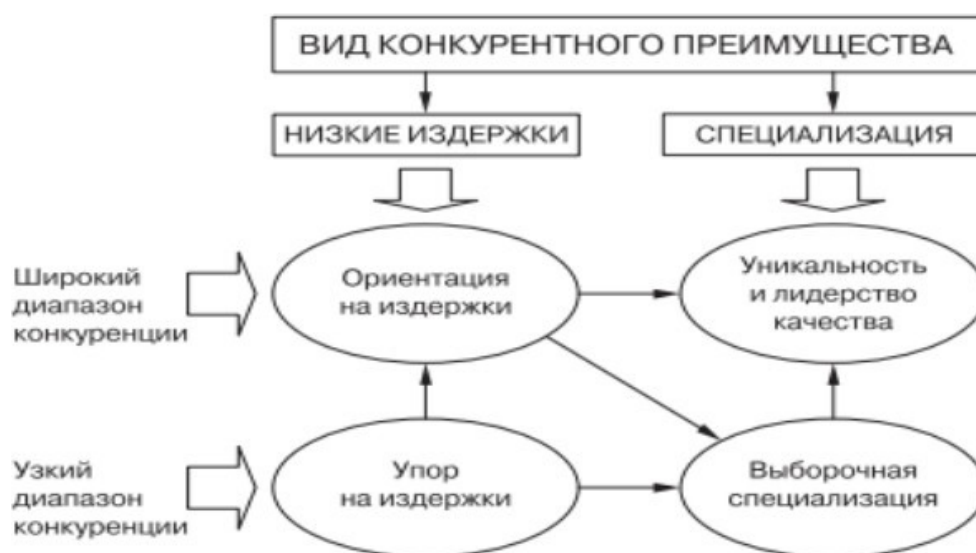 ВИД КОНКУРЕНТНОГО ПРЕИМУЩЕСТВА
НИЗКИЕ ИЗДЕРЖКИ
СПЕЦИАЛИЗАЦИЯ
Широкий
диапазон
конкуренции
Ориентация
на издержки
Уникальность
и лидерство
качества
Узкий
диапазон
конкуренции
Упор
на издержки
Выборочная
специализация